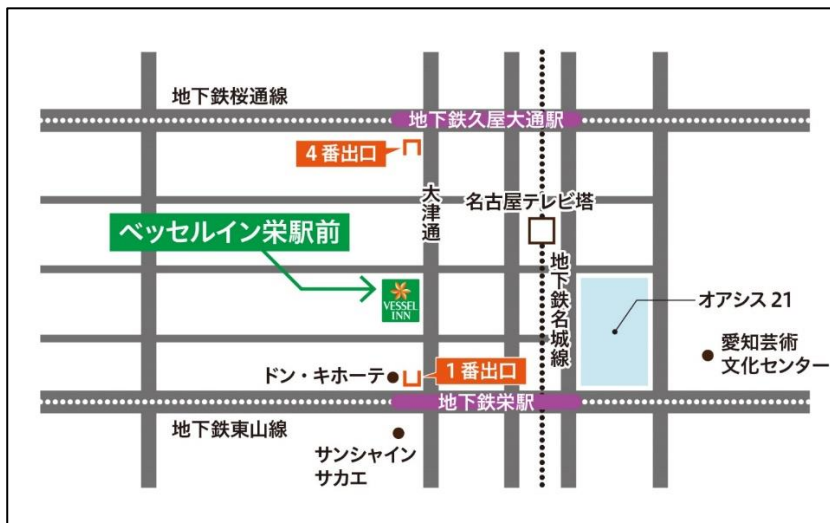 地下鉄桜通線
地下鉄久屋大通駅
4番出口
大津通
名古屋テレビ塔
ベッセルイン栄駅前
地下鉄名城線
VESSEL
INN
オアシス21
愛知芸術
文化センター
ドン・キホーテ
1番出口
地下鉄栄駅
地下鉄東山線
サンシャイン
サカエ